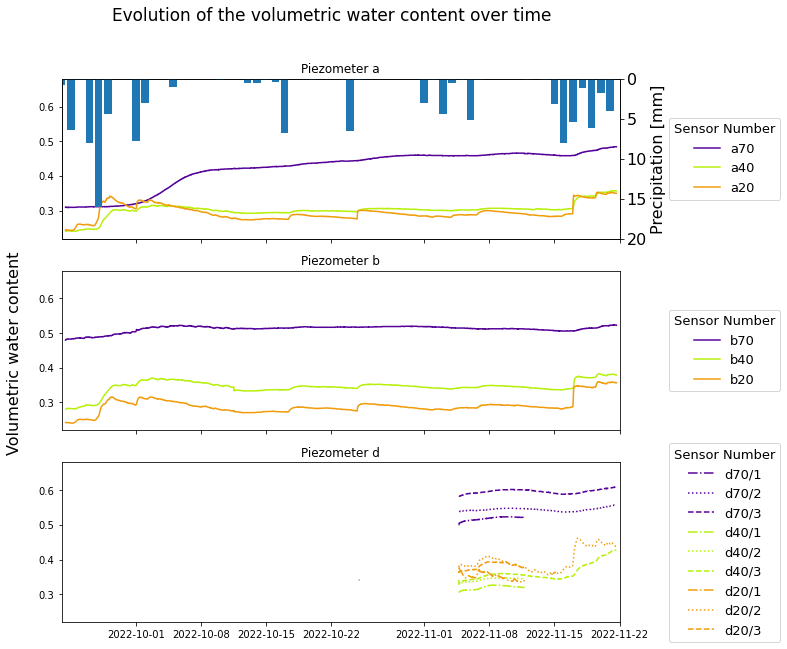 Evolution of the volumetric water content over time
Piezometer a
0.6
0.5
0.4
0.3
0
5
10
15
20
Precipitation [mm]
Sensor Number
a70
a40
a20
Volumetric water content
Piezometer b
0.6
0.5
0.4
0.3
Sensor Number
b70
b40
b20
Piezometer d
0.6
0.5
0.4
0.3
2022-10-01
2022-10-08
2022-10-15
2022-10-22
2022-11-01
2022-11-08
2022-11-15
2022-11-22
Sensor Number
d70/1
d70/2
d70/3
d40/1
d40/2
d40/3
d20/1
d20/2
d20/3